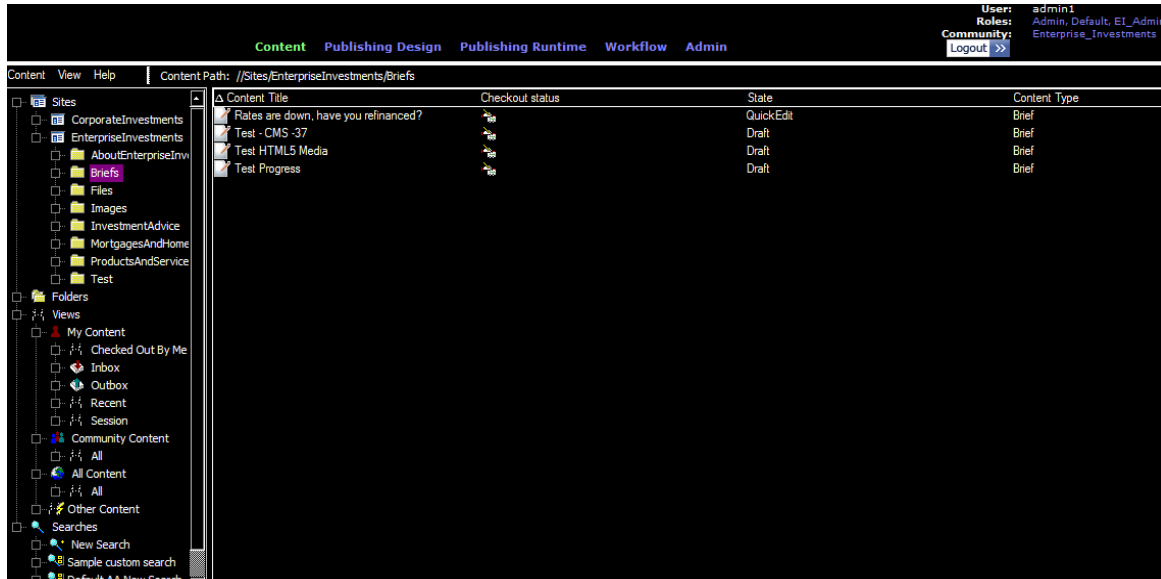 User: admin1
Roles: Admin, Default, EI_Admi
Community: Enterprise_Investments
Content Publishing Design Publishing Runtime Workflow Admin
Logout >>
Content View Help Content Path: //Sites/EnterpriseInvestments/Briefs
Sites
CorporateInvestments
EnterpriseInvestments
AboutEnterpriseInv
Briefs
Files
Images
InvestmentAdvice
MortgagesAndHome
ProductsAndService
Test
Folders
Views
My Content
Checked Out By Me
Inbox
Outbox
Recent
Session
Community Content
All
All Content
All
Other Content
Searches
New Search
Sample custom search
Default AA New Search
Content Title Checkout status State Content Type
Rates are down, have you refinanced? QuickEdit Brief
Test - CMS -37 Draft Brief
Test HTML5 Media Draft Brief
Test Progress Draft Brief